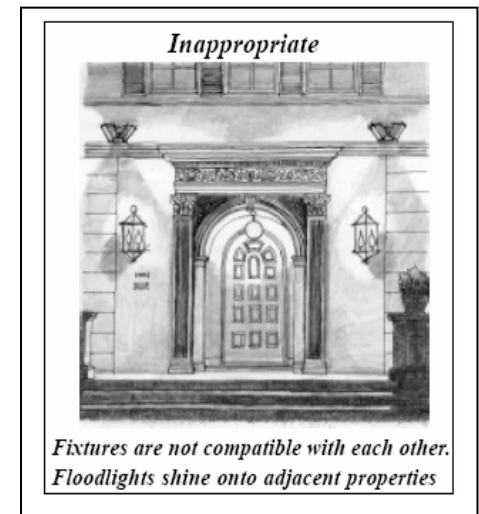 Inappropriate
Fixtures are not compatible with each other.
Floodlights shine onto adjacent properties